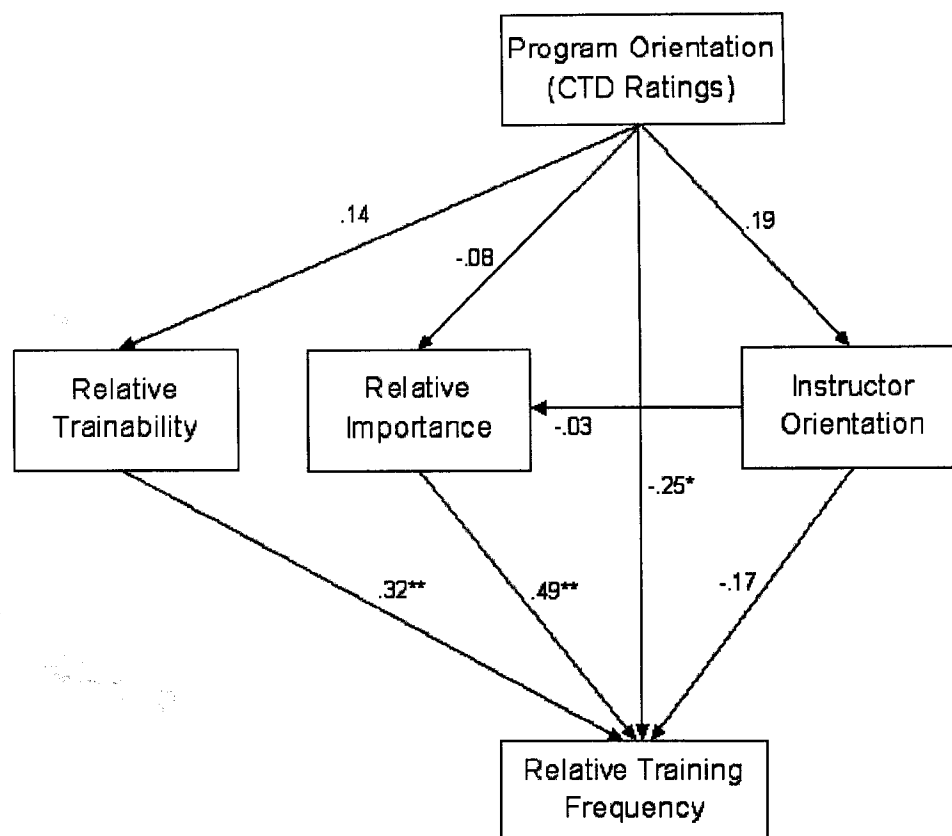 Program Orientation
(CTD Ratings)
.14
-.08
.19
Relative
Trainability
Relative
Importance
Instructor
Orientation
-.03
-.25*
.32**
.49**
-.17
Relative Training
Frequency